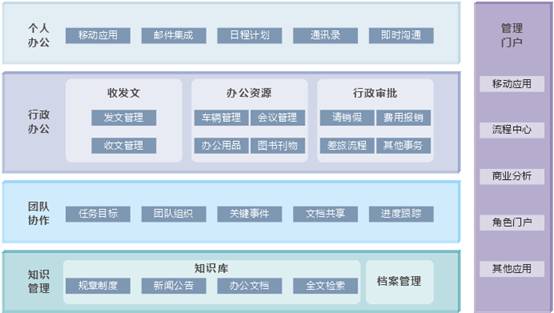 个人
办公
移动应用
邮件集成
日程计划
通讯录
即时沟通
行政
办公
收发文
发文管理
收文管理
办公资源
车辆管理
会议管理
办公用品
图书刊物
行政审批
请销假
费用报销
差旅流程
其他事务
团队
协作
任务目标
团队组织
关键事件
文档共享
进度跟踪
知识
管理
知识库
规章制度
新闻公告
办公文档
全文检索
档案管理
管理
门户
移动应用
流程中心
商业分析
角色门户
其他应用